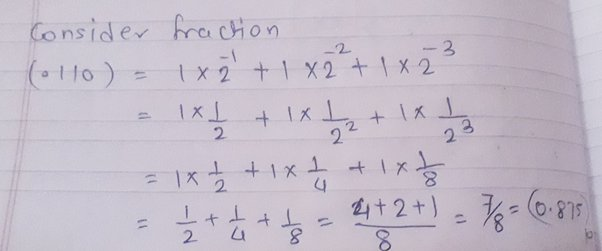 Consider fraction
(.110) = 1 x 2⁻¹ + 1 x 2⁻² + 1 x 2⁻³
= 1 x 1/2 + 1 x 1/2² + 1 x 1/2³
= 1 x 1/2 + 1 x 1/4 + 1 x 1/8
= 1/2 + 1/4 + 1/8 = 4+2+1/8 = 7/8 = (0.875)